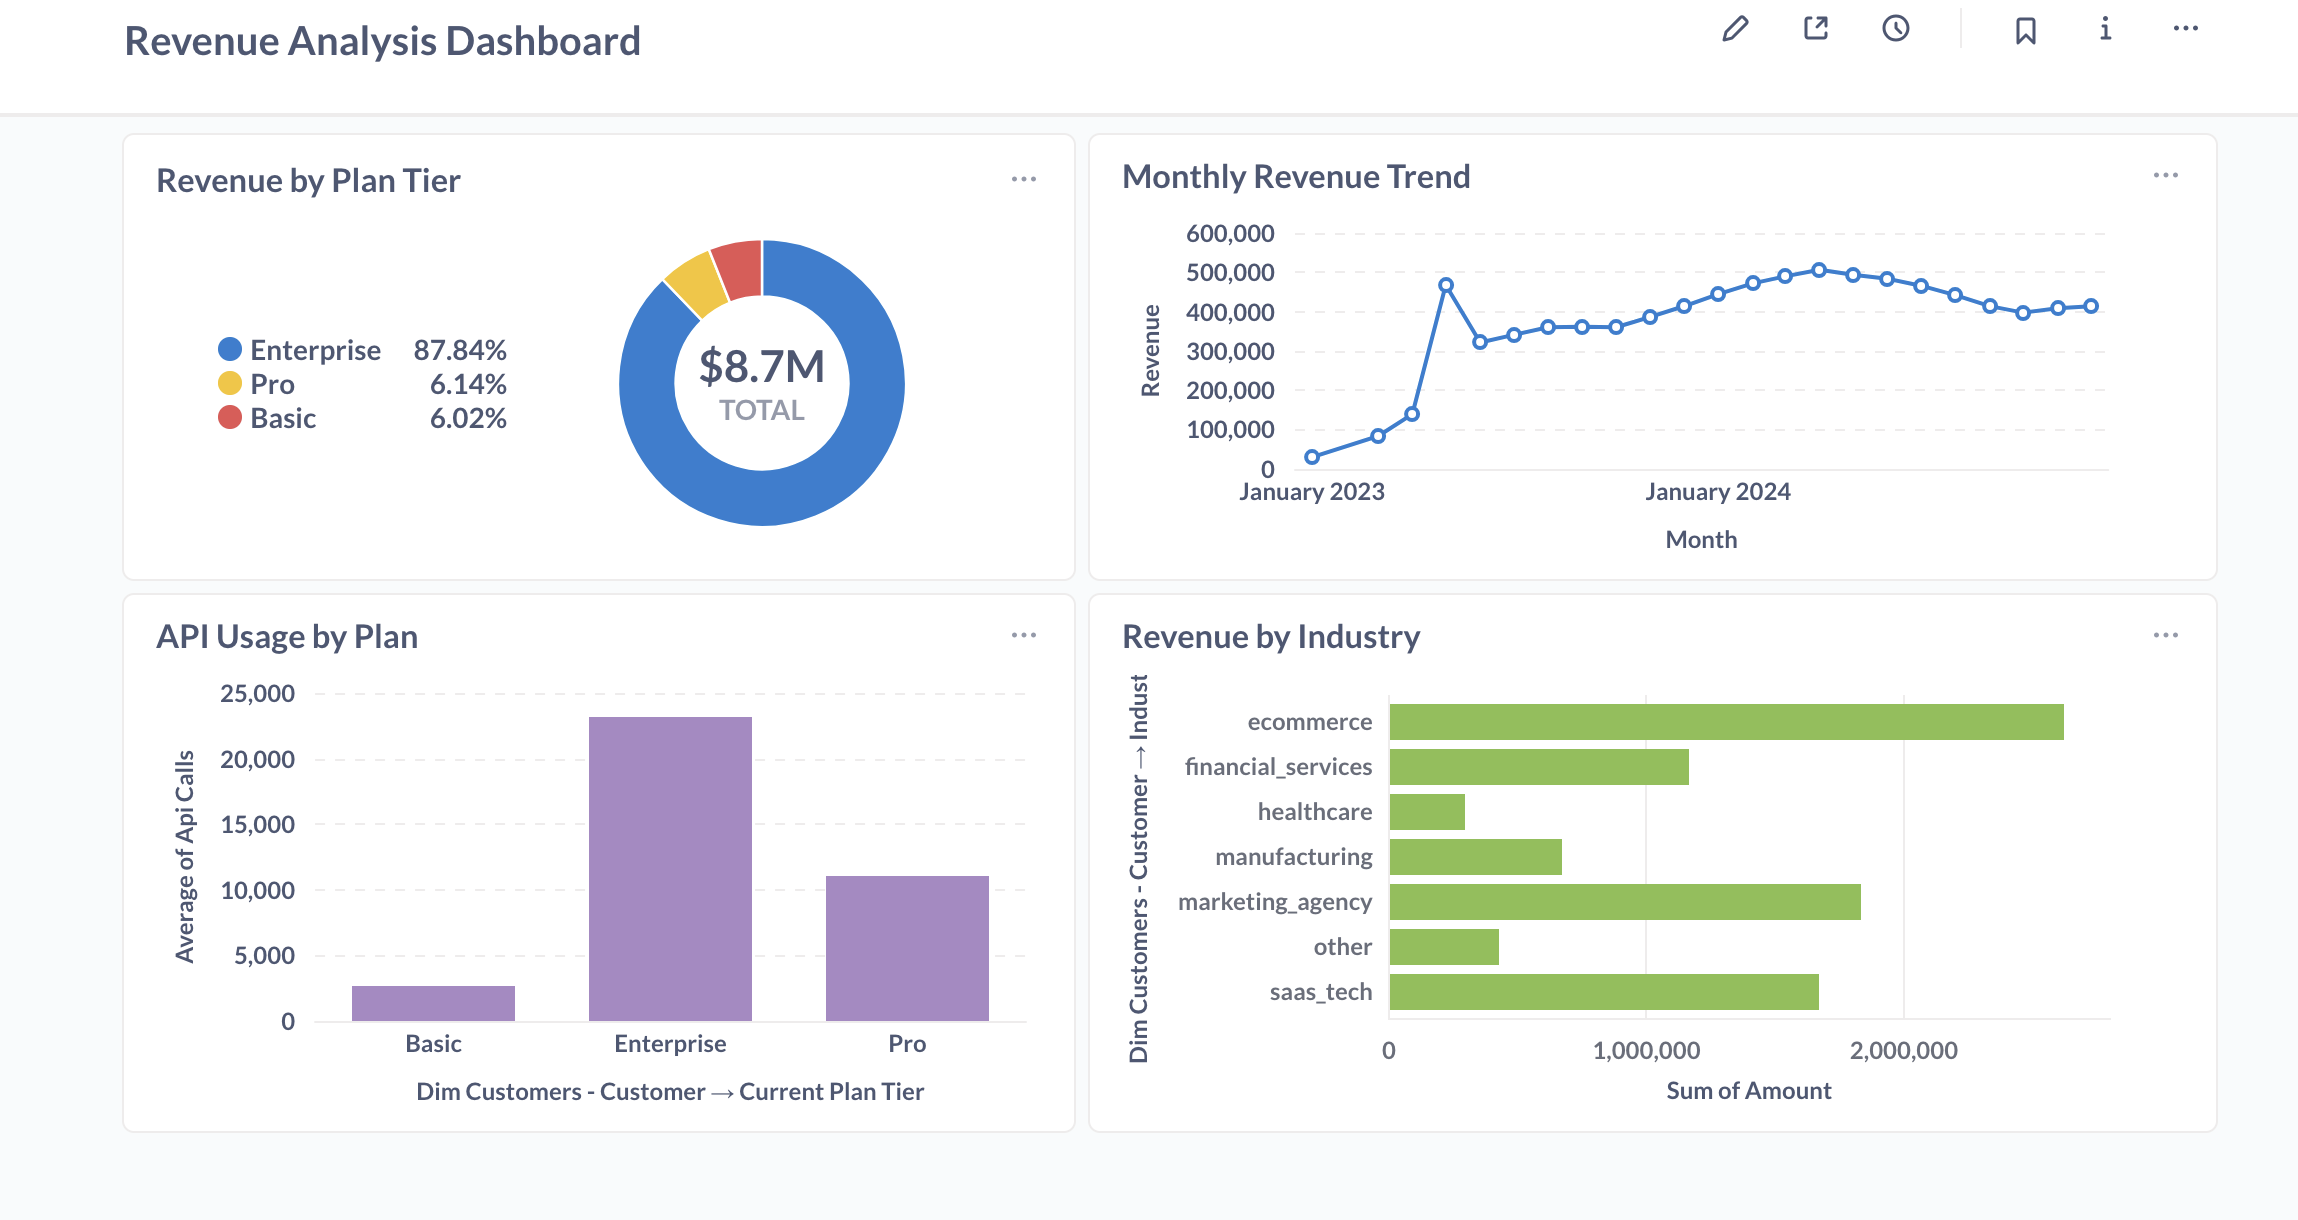 Revenue Analysis Dashboard
Revenue by Plan Tier
Enterprise 87.84%
Pro 6.14%
Basic 6.02%
$8.7M
TOTAL
Monthly Revenue Trend
Revenue
600,000
500,000
400,000
300,000
200,000
100,000
0
January 2023 January 2024
Month
API Usage by Plan
Average of Api Calls
25,000
20,000
15,000
10,000
5,000
0
Basic Enterprise Pro
Dim Customers - Customer → Current Plan Tier
Revenue by Industry
Dim Customers - Customer → Indust
ecommerce
financial_services
healthcare
manufacturing
marketing_agency
other
saas_tech
0 1,000,000 2,000,000
Sum of Amount